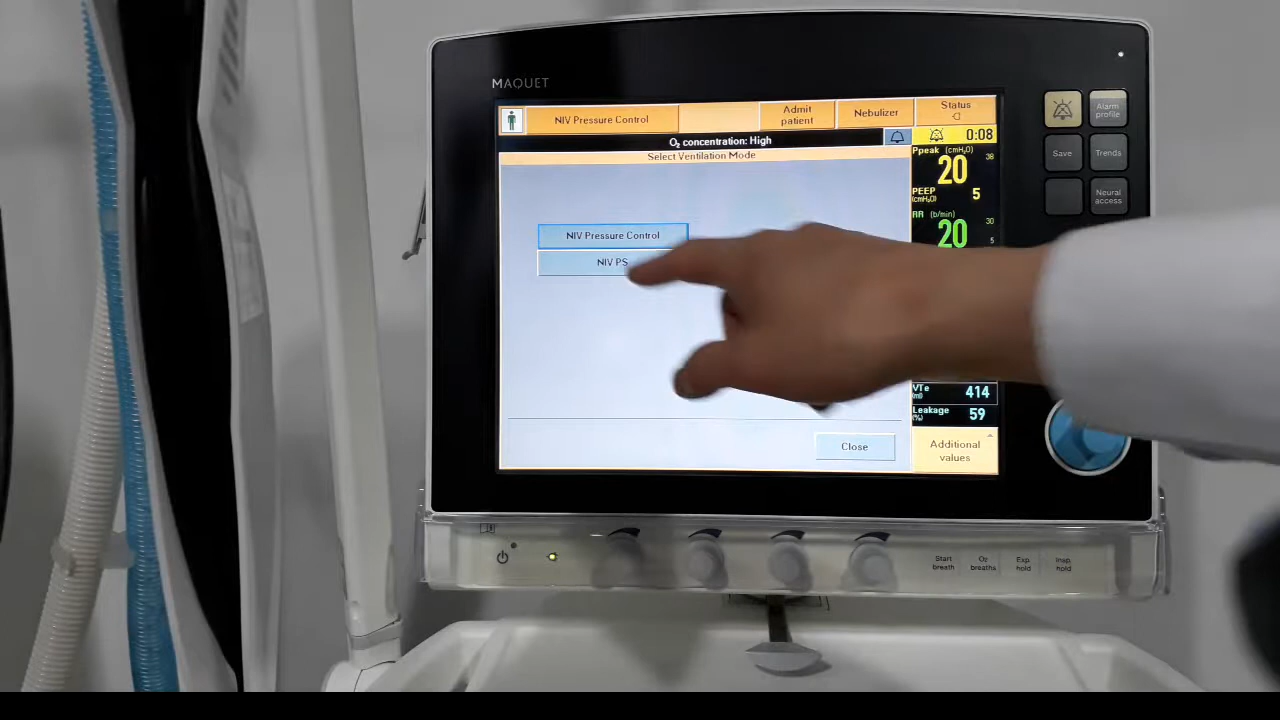 MAQUET
NIV Pressure Control
Admit
patient
Nebulizer
Status
O₂ concentration: High
0:08
Select Ventilation Mode
Ppeak (cmH₂O)
38
20
PEEP
(cmH₂O)
5
RR (b/min)
30
20
5
NIV Pressure Control
NIV PS
VTe
(ml)
414
Leakage
(%)
59
Close
Additional
values
Alarm
profile
Save
Trends
Neural
access
Start
breath
O₂
breaths
Exp
hold
Insp
hold